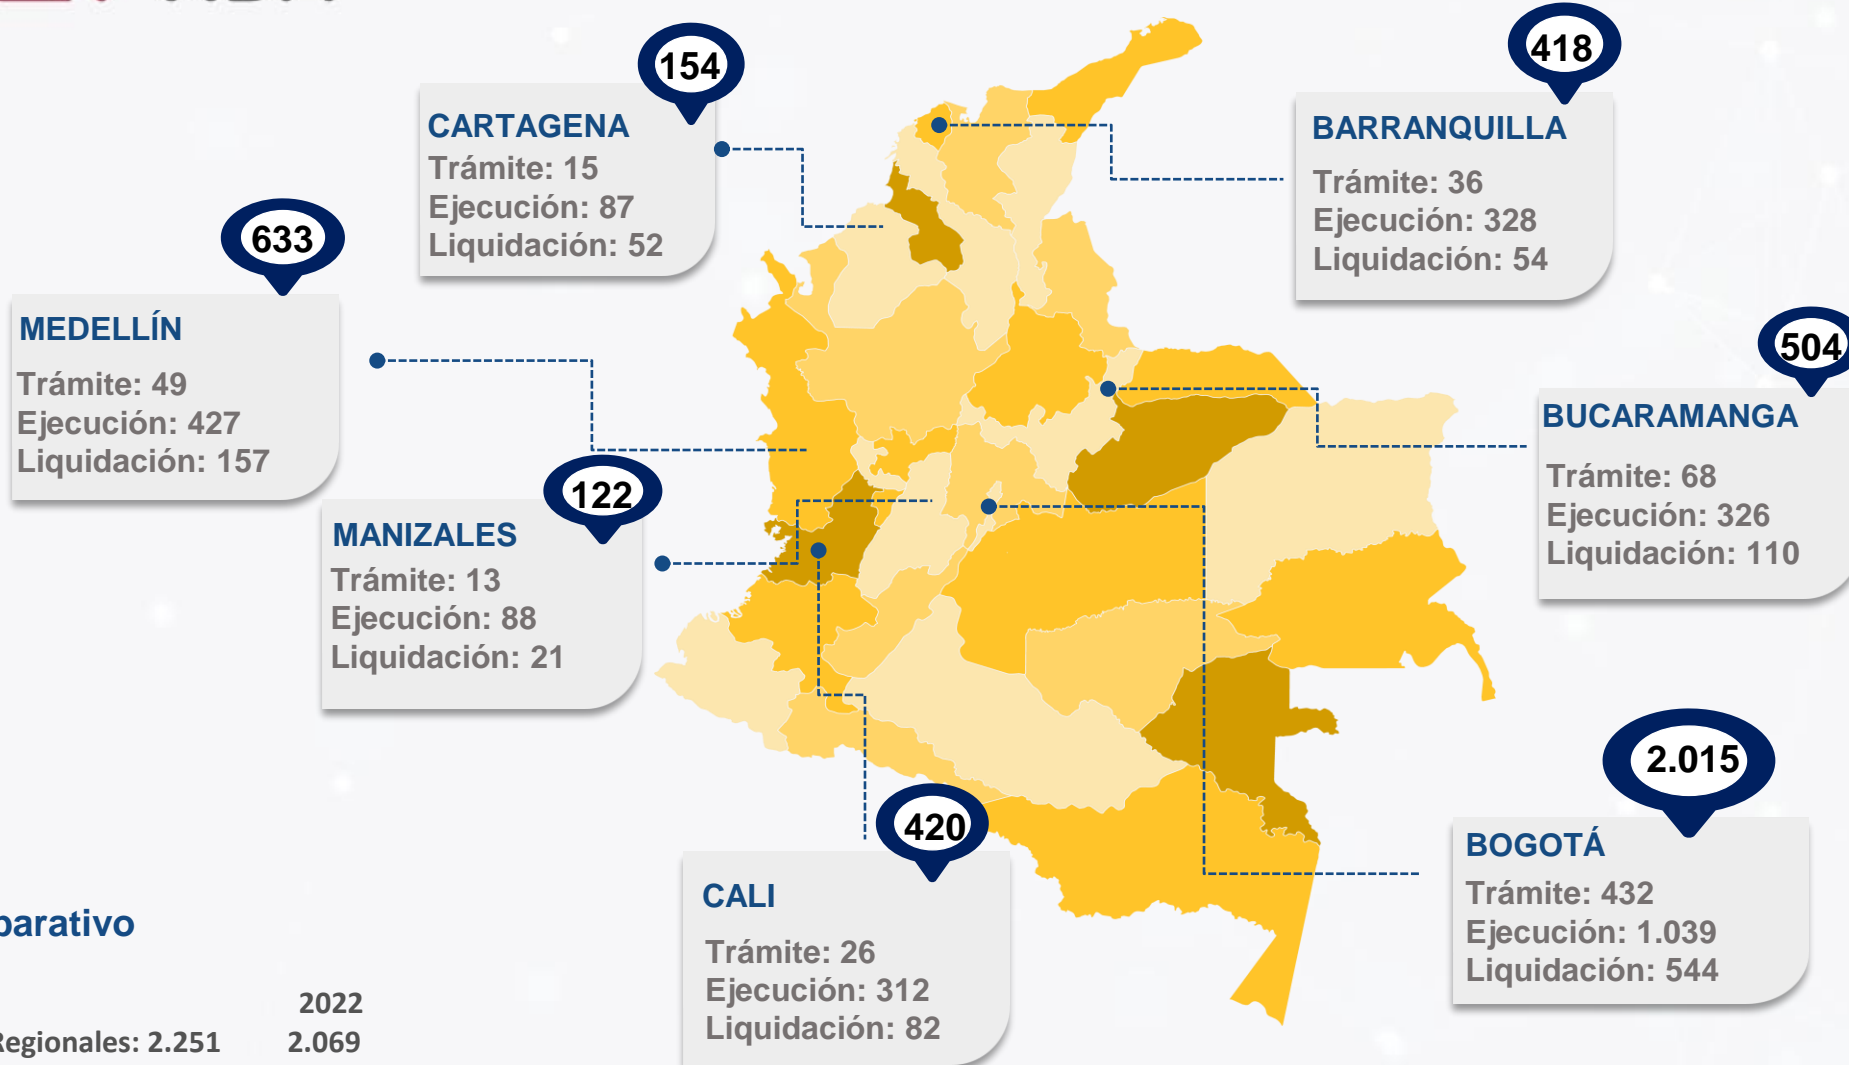 154
CARTAGENA
Trámite: 15
Ejecución: 87
Liquidación: 52
418
BARRANQUILLA
Trámite: 36
Ejecución: 328
Liquidación: 54
633
MEDELLÍN
Trámite: 49
Ejecución: 427
Liquidación: 157
504
BUCARAMANGA
Trámite: 68
Ejecución: 326
Liquidación: 110
122
MANIZALES
Trámite: 13
Ejecución: 88
Liquidación: 21
420
CALI
Trámite: 26
Ejecución: 312
Liquidación: 82
2.015
BOGOTÁ
Trámite: 432
Ejecución: 1.039
Liquidación: 544
parativo
2022
Regionales: 2.251 2.069